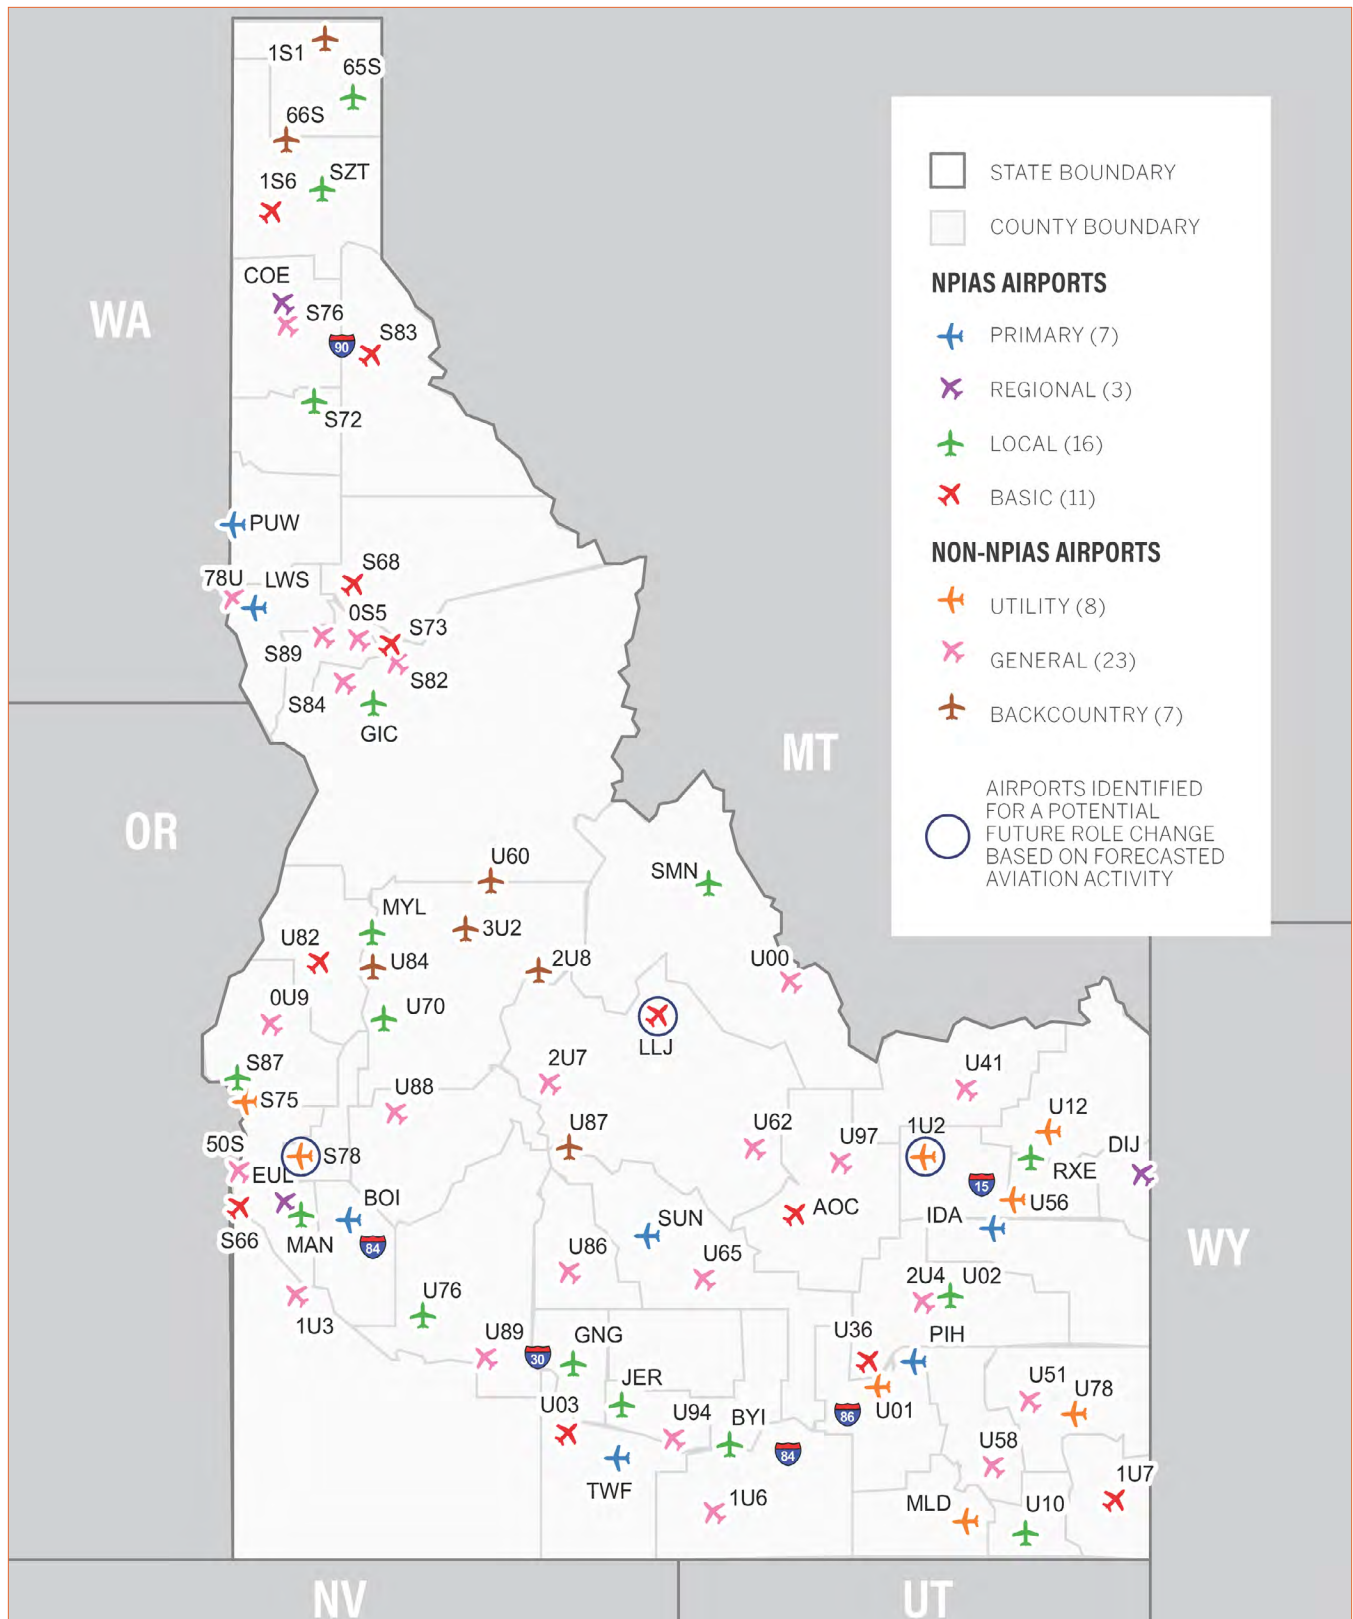 1S1
65S
66S
SZT
1S6
COE
S76
90
S83
S72
WA
PUW
78U
LWS
S68
0S5
S73
S89
S82
S84
GIC
MT
OR
U60
SMN
MYL
3U2
U82
U84
2U8
U00
0U9
U70
LLJ
S87
2U7
U41
S75
U88
U12
50S
S78
U87
U62
U97
1U2
DIJ
EUL
RXE
15
U56
S66
MAN
BOI
84
SUN
AOC
IDA
WY
U86
U65
2U4
U02
1U3
U76
U89
30
GNG
U36
PIH
JER
U51
U78
U03
U94
BYI
86
U01
84
U58
TWF
1U6
MLD
U10
1U7
NV
UT
STATE BOUNDARY
COUNTY BOUNDARY
NPIAS AIRPORTS
PRIMARY (7)
REGIONAL (3)
LOCAL (16)
BASIC (11)
NON-NPIAS AIRPORTS
UTILITY (8)
GENERAL (23)
BACKCOUNTRY (7)
AIRPORTS IDENTIFIED
FOR A POTENTIAL
FUTURE ROLE CHANGE
BASED ON FORECASTED
AVIATION ACTIVITY